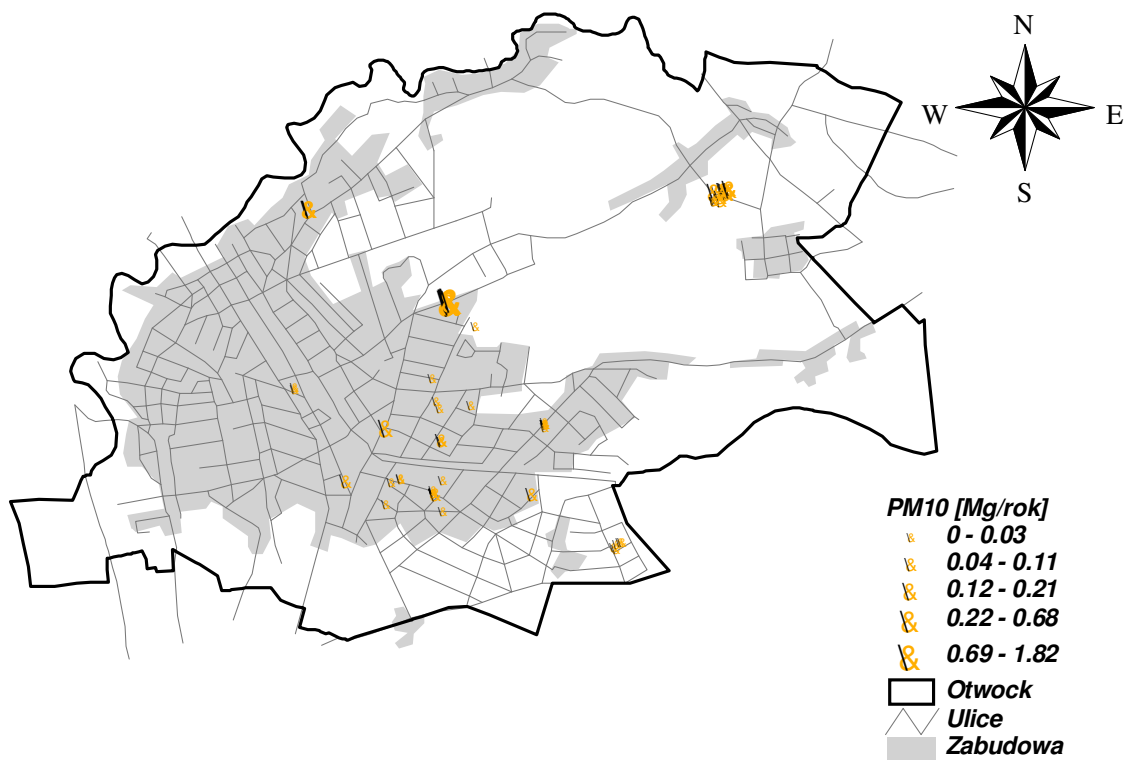 N
W E
S
PM10 [Mg/rok]
& 0 - 0.03
& 0.04 - 0.11
& 0.12 - 0.21
& 0.22 - 0.68
& 0.69 - 1.82
Otwock
Ulice
Zabudowa